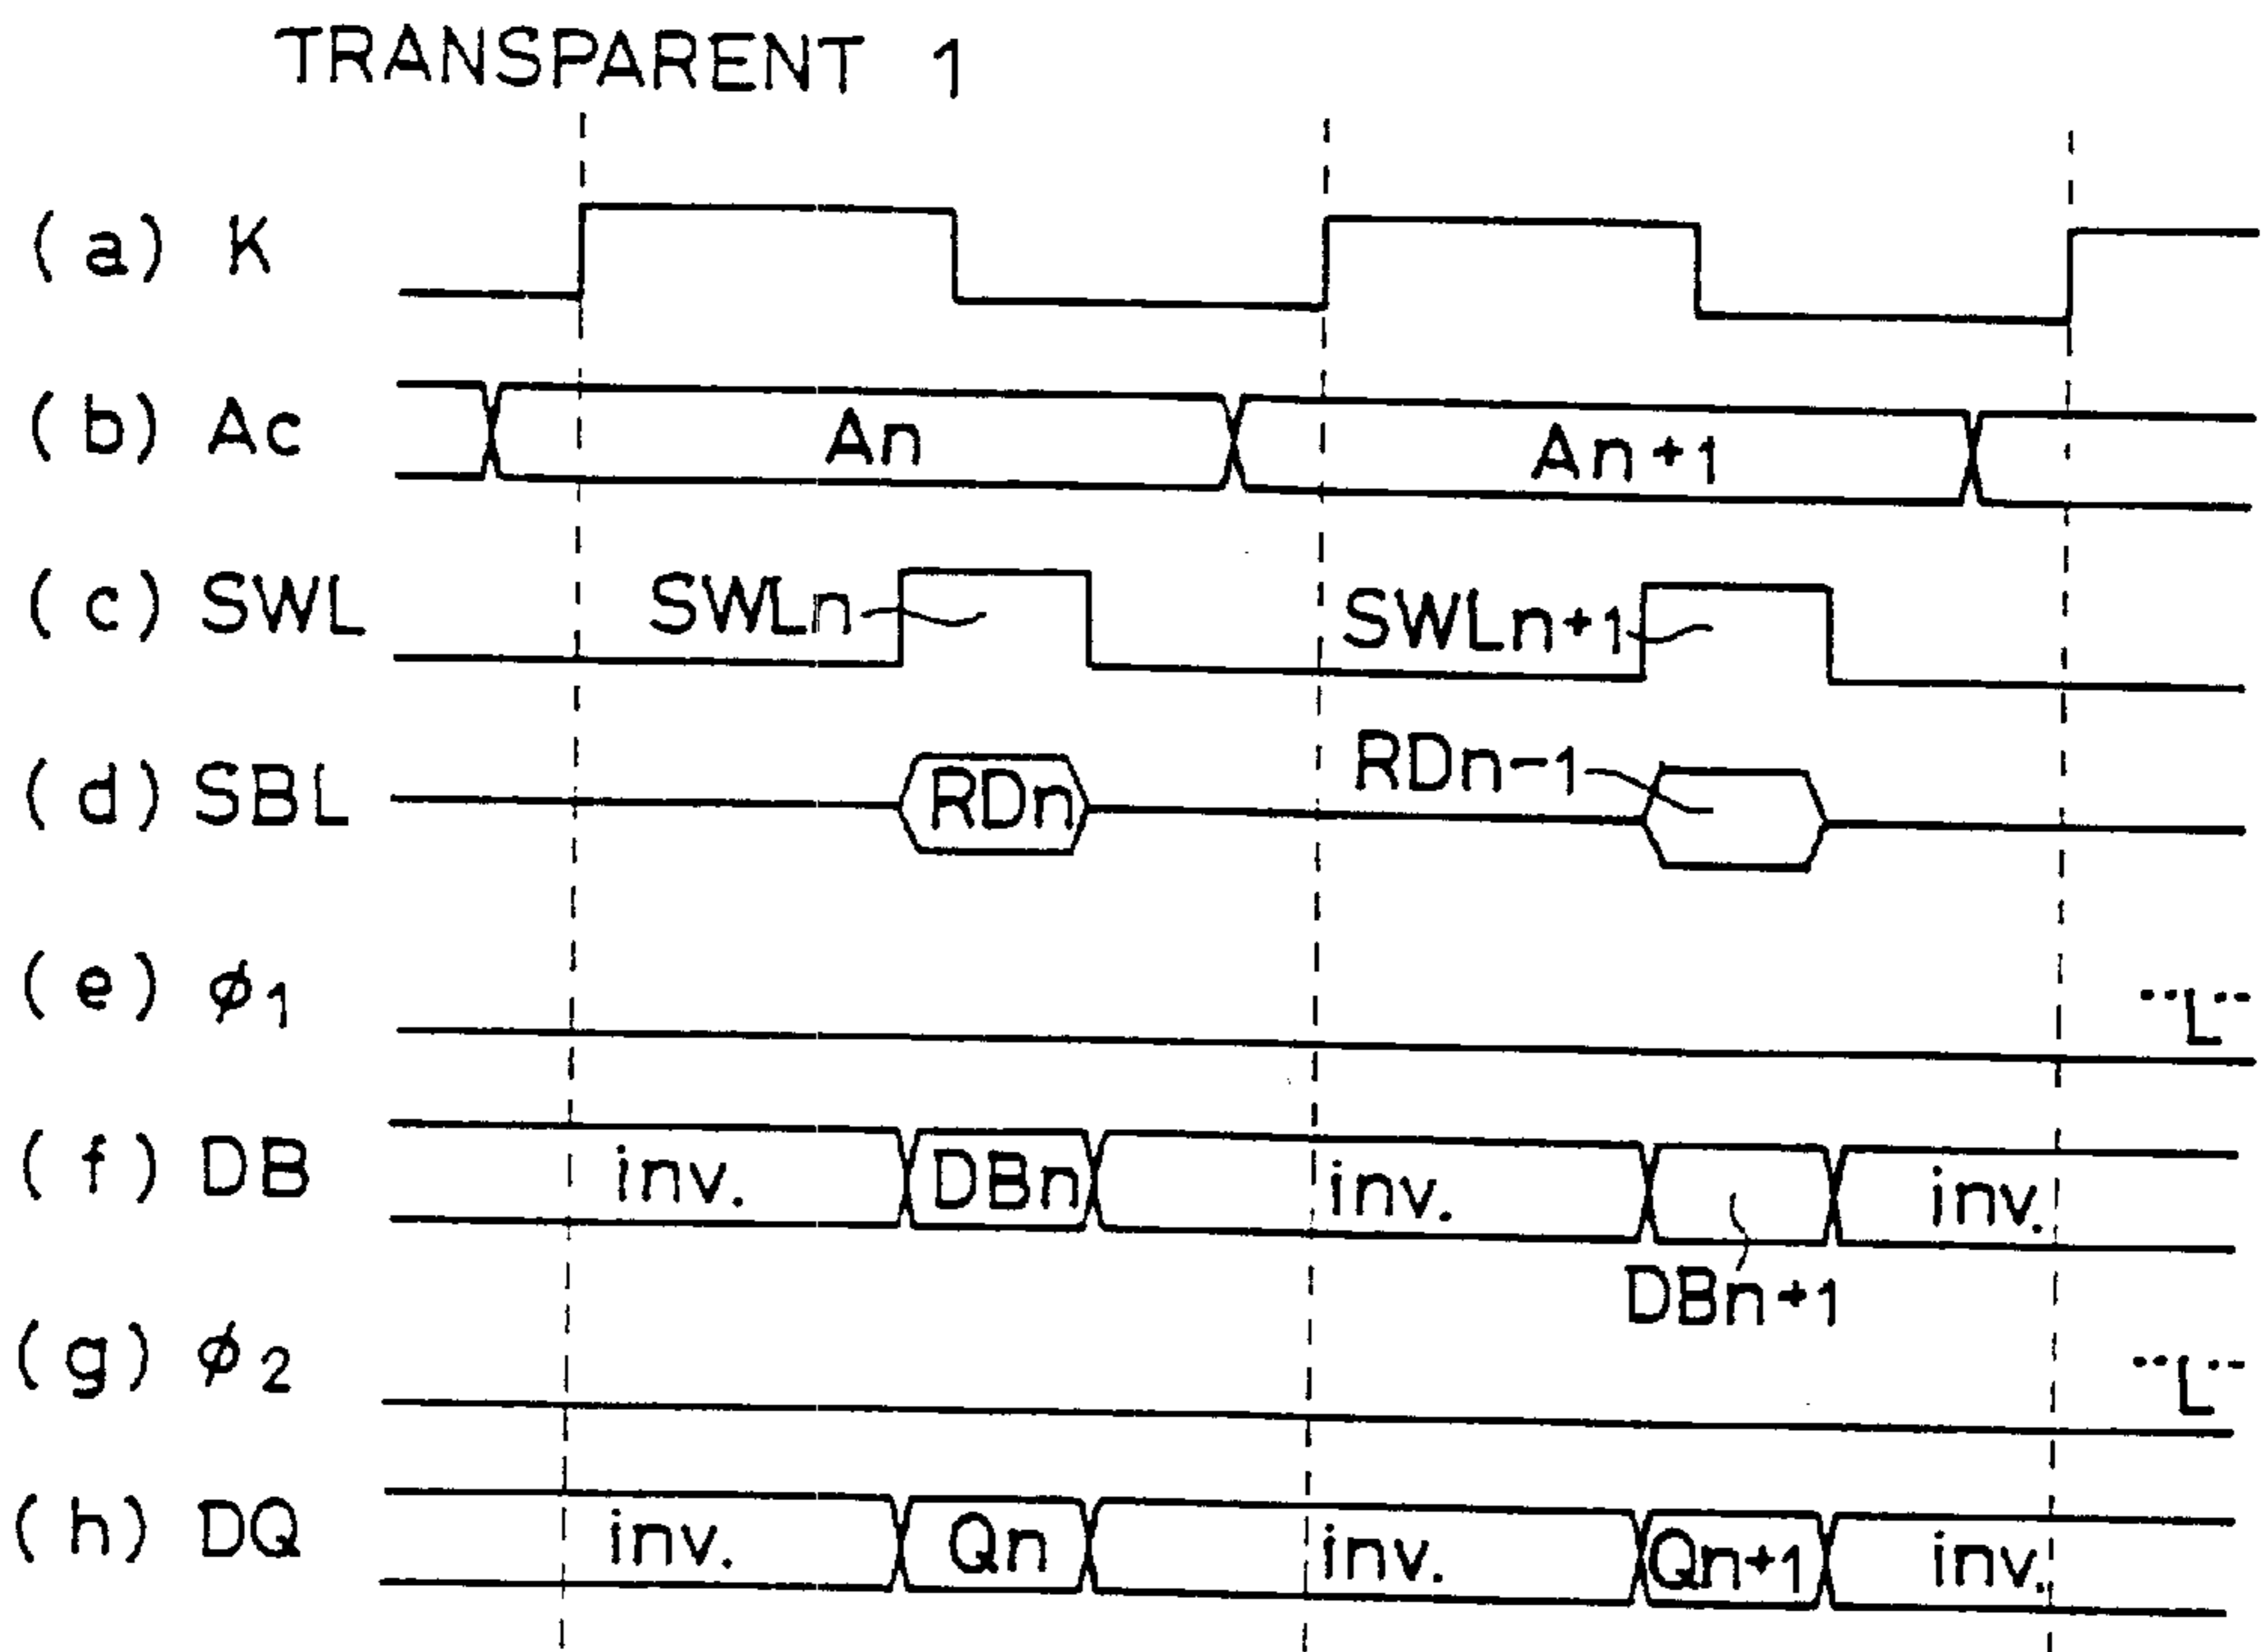 TRANSPARENT 1
(a) K
(b) Ac An An+1
(c) SWL SWLn SWLn+1
(d) SBL RDn RDn-1
(e) ϕ1 "L"
(f) DB inv. DBn inv. inv.
DBn+1
(g) ϕ2 "L"
(h) DQ inv. Qn inv. Qn+1 inv.